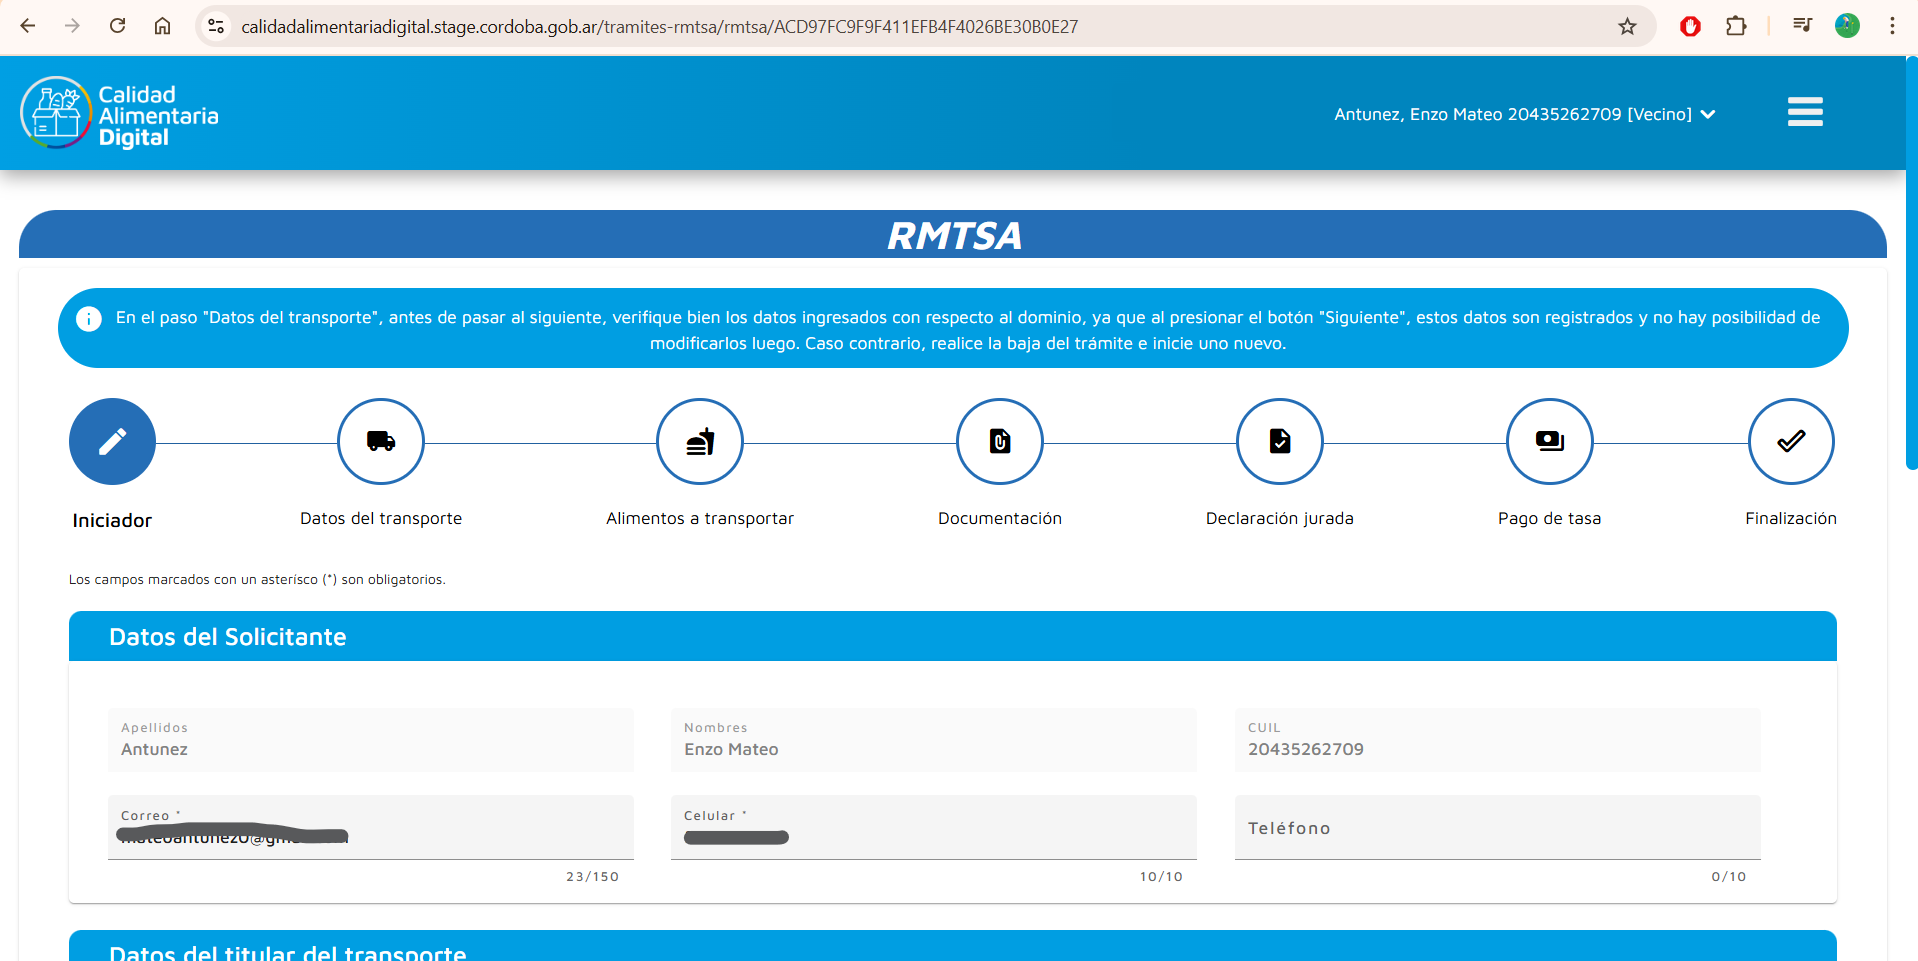 calidadalimentariadigital.stage.cordoba.gob.ar/tramites-rmtsa/rmtsa/ACD97FC9F9F411EFB4F4026BE30B0E27
Calidad
Alimentaria
Digital
Antunez, Enzo Mateo 20435262709 [Vecino]
RMTSA
En el paso "Datos del transporte", antes de pasar al siguiente, verifique bien los datos ingresados con respecto al dominio, ya que al presionar el botón "Siguiente", estos datos son registrados y no hay posibilidad de
modificarlos luego. Caso contrario, realice la baja del trámite e inicie uno nuevo.
Iniciador
Datos del transporte
Alimentos a transportar
Documentación
Declaración jurada
Pago de tasa
Finalización
Los campos marcados con un asterísco (*) son obligatorios.
Datos del Solicitante
Apellidos
Antunez
Nombres
Enzo Mateo
CUIL
20435262709
Correo *
23/150
Celular *
10/10
Teléfono
0/10
Datos del titular del transporte